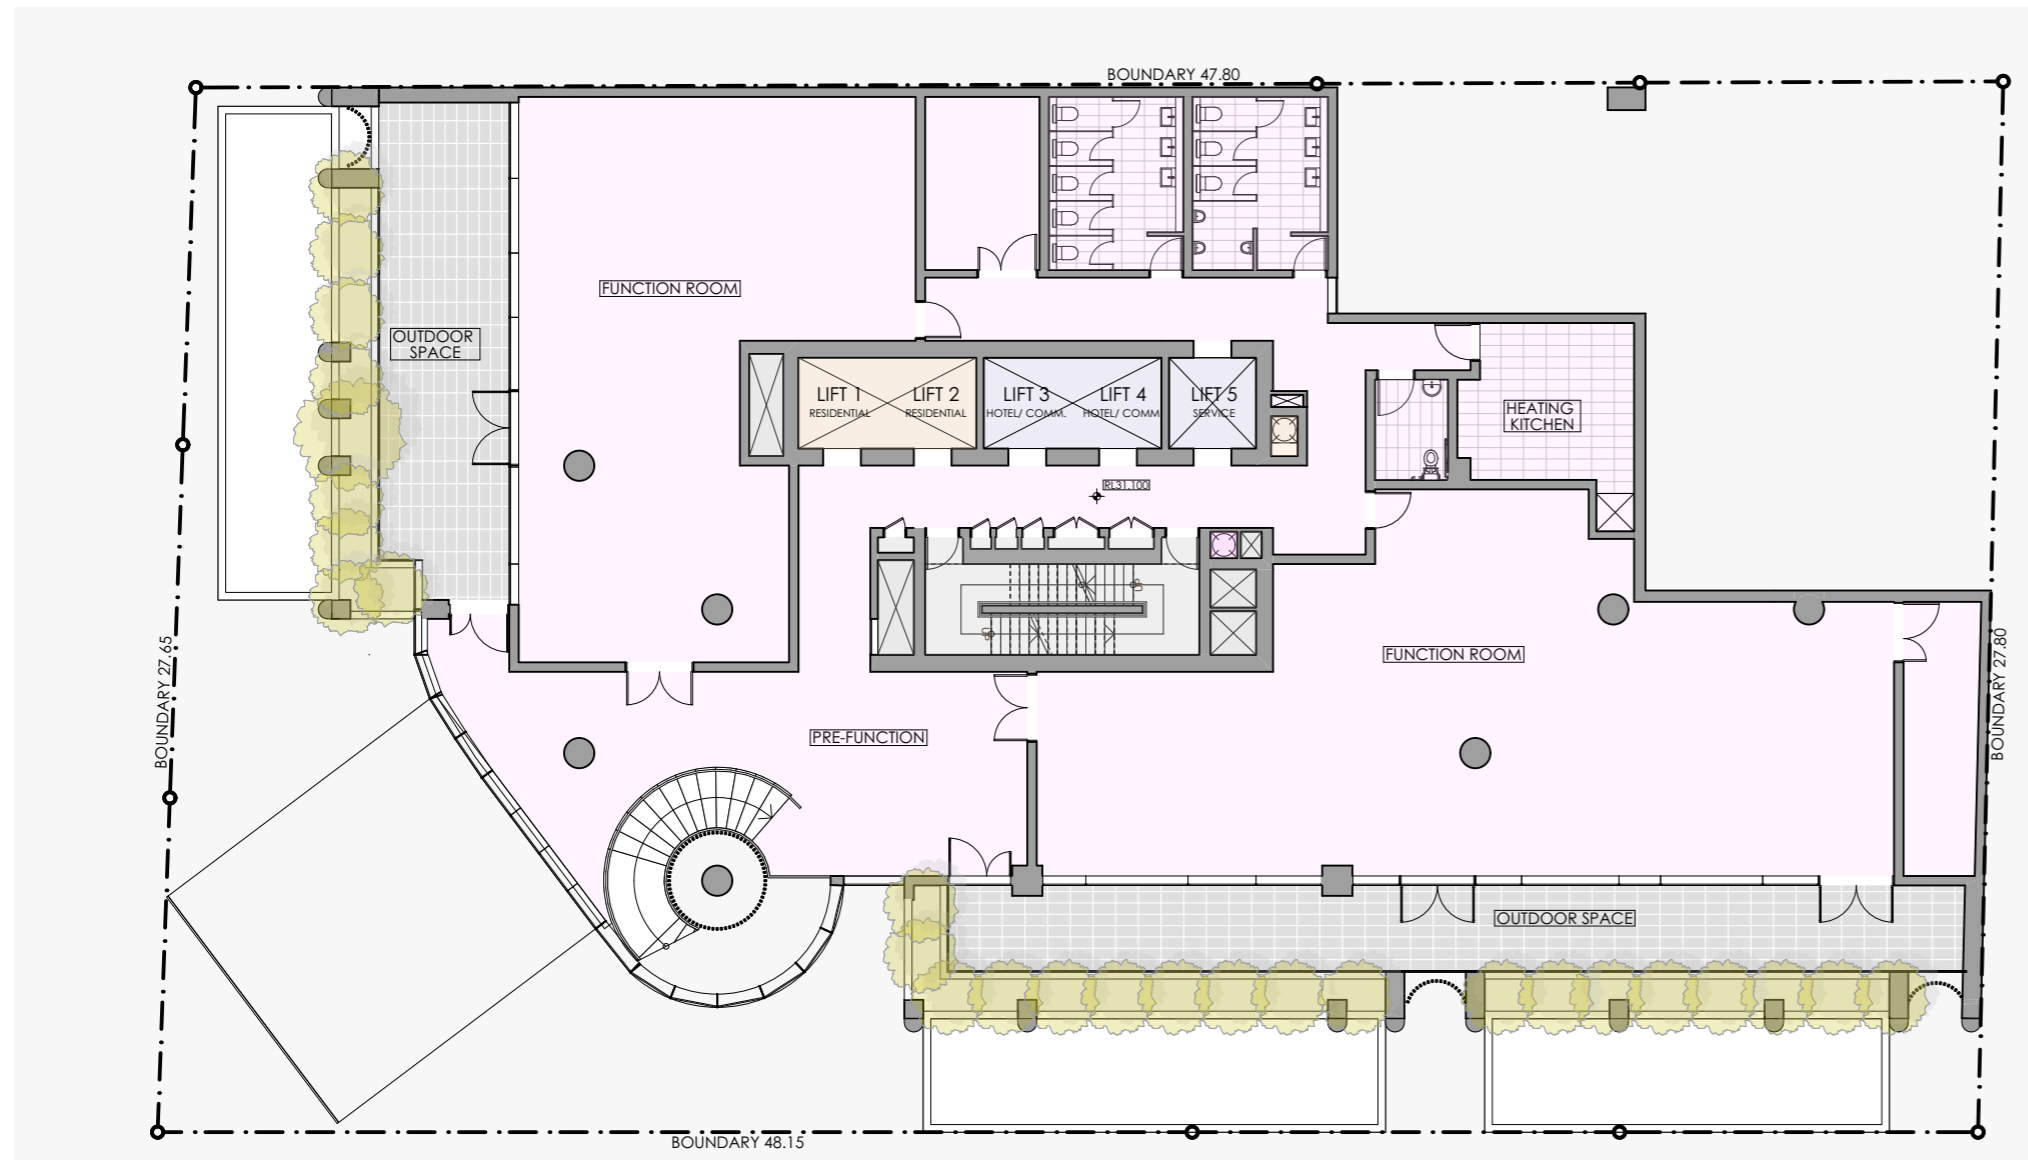 BOUNDARY 47.80
FUNCTION ROOM
OUTDOOR
SPACE
LIFT 1
RESIDENTIAL
LIFT 2
RESIDENTIAL
LIFT 3
HOTEL/ COMM.
LIFT 4
HOTEL/ COMM
LIFT 5
SERVICE
HEATING
KITCHEN
RL31.100
UP
UP
FUNCTION ROOM
BOUNDARY 27.65
BOUNDARY 27.80
PRE-FUNCTION
OUTDOOR SPACE
BOUNDARY 48.15